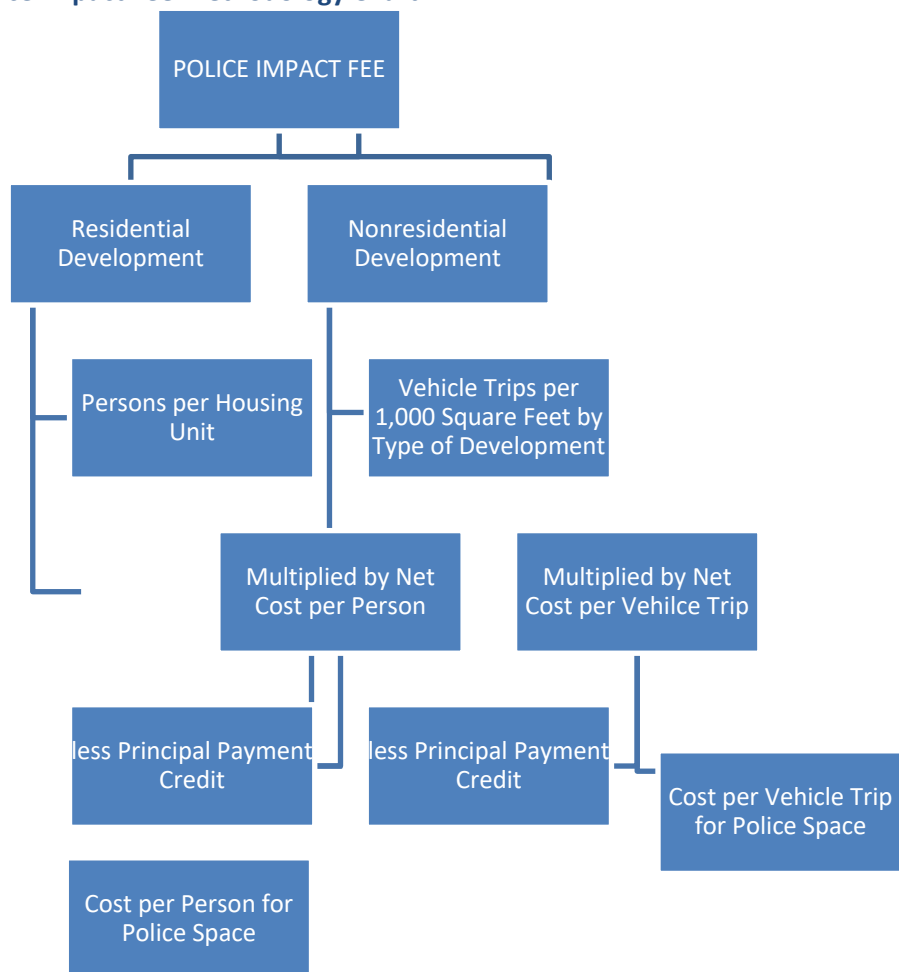 POLICE IMPACT FEE
Residential
Development
Nonresidential
Development
Persons per Housing
Unit
Vehicle Trips per
1,000 Square Feet by
Type of Development
Multiplied by Net
Cost per Person
Multiplied by Net
Cost per Vehilce Trip
less Principal Payment
Credit
less Principal Payment
Credit
Cost per Vehicle Trip
for Police Space
Cost per Person for
Police Space